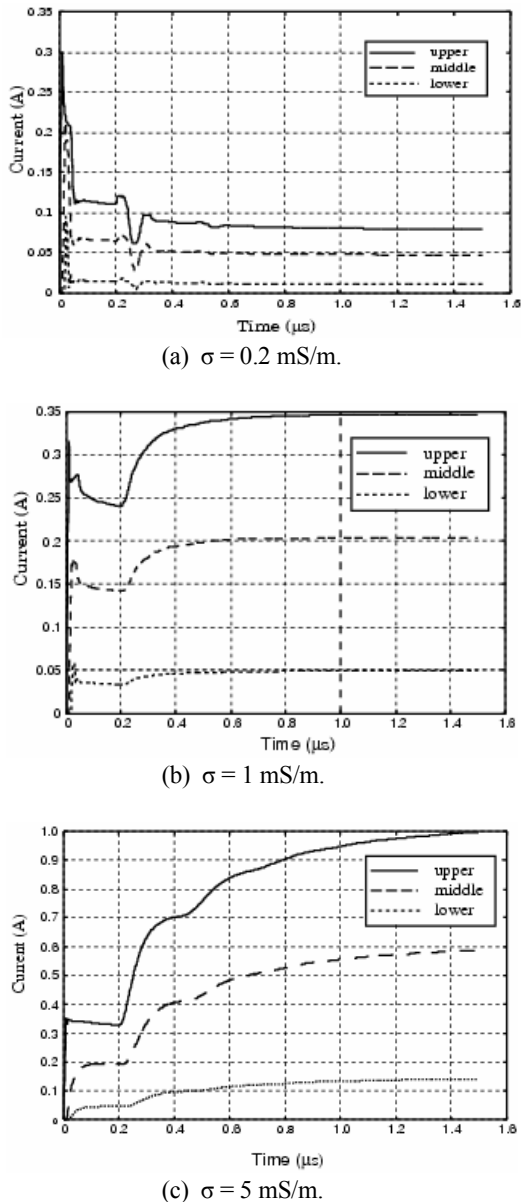 0.35
0.3
0.25
0.2
0.15
0.1
0.05
0
Current (A)
upper
middle
lower
0 0.2 0.4 0.6 0.8 1.0 1.2 1.4 1.6
Time (μs)
(a) σ = 0.2 mS/m.
0.35
0.3
0.25
0.2
0.15
0.1
0.05
0
Current (A)
upper
middle
lower
0 0.2 0.4 0.6 0.8 1.0 1.2 1.4 1.6
Time (μs)
(b) σ = 1 mS/m.
1.0
0.9
0.8
0.7
0.6
0.5
0.4
0.3
0.2
0.1
0
Current (A)
upper
middle
lower
0 0.2 0.4 0.6 0.8 1.0 1.2 1.4 1.6
Time (μs)
(c) σ = 5 mS/m.